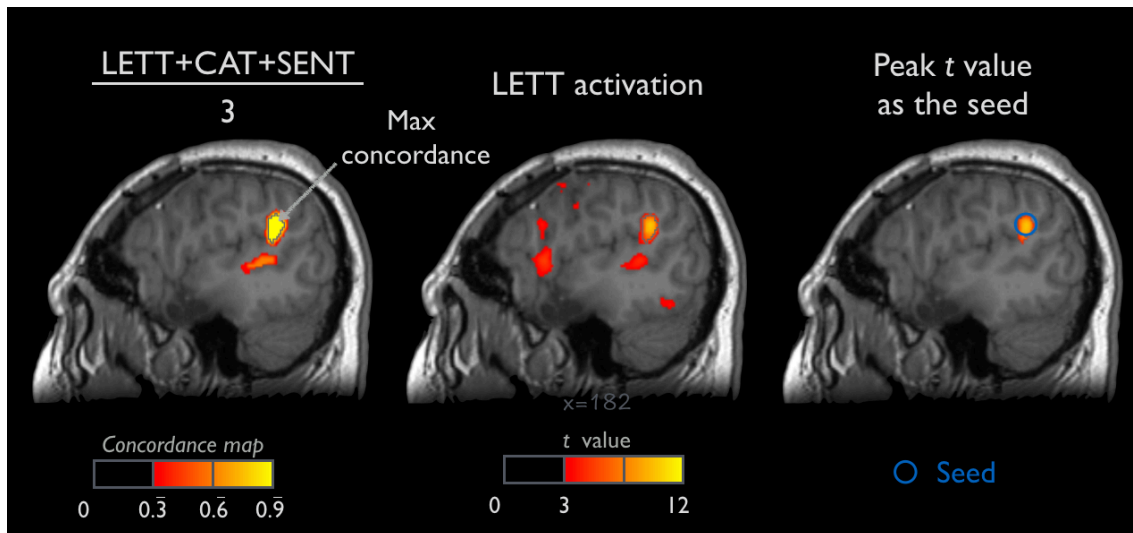 LETT+CAT+SENT
3
Max
concordance
LETT activation
Peak t value
as the seed
x=182
Concordance map
0 0.3̅ 0.6̅ 0.9̅
t value
0 3 12
Seed